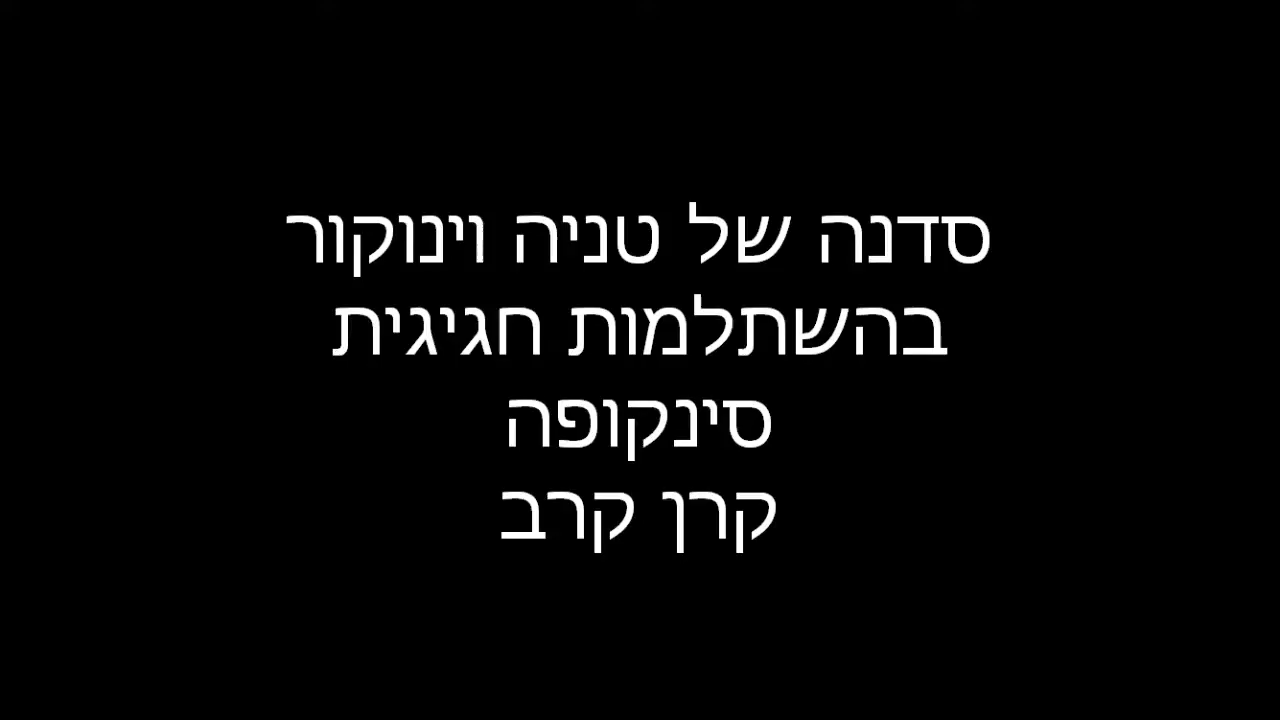 סדנה של טניה וינוקור
בהשתלמות חגיגית
סינקופה
קרן קרב